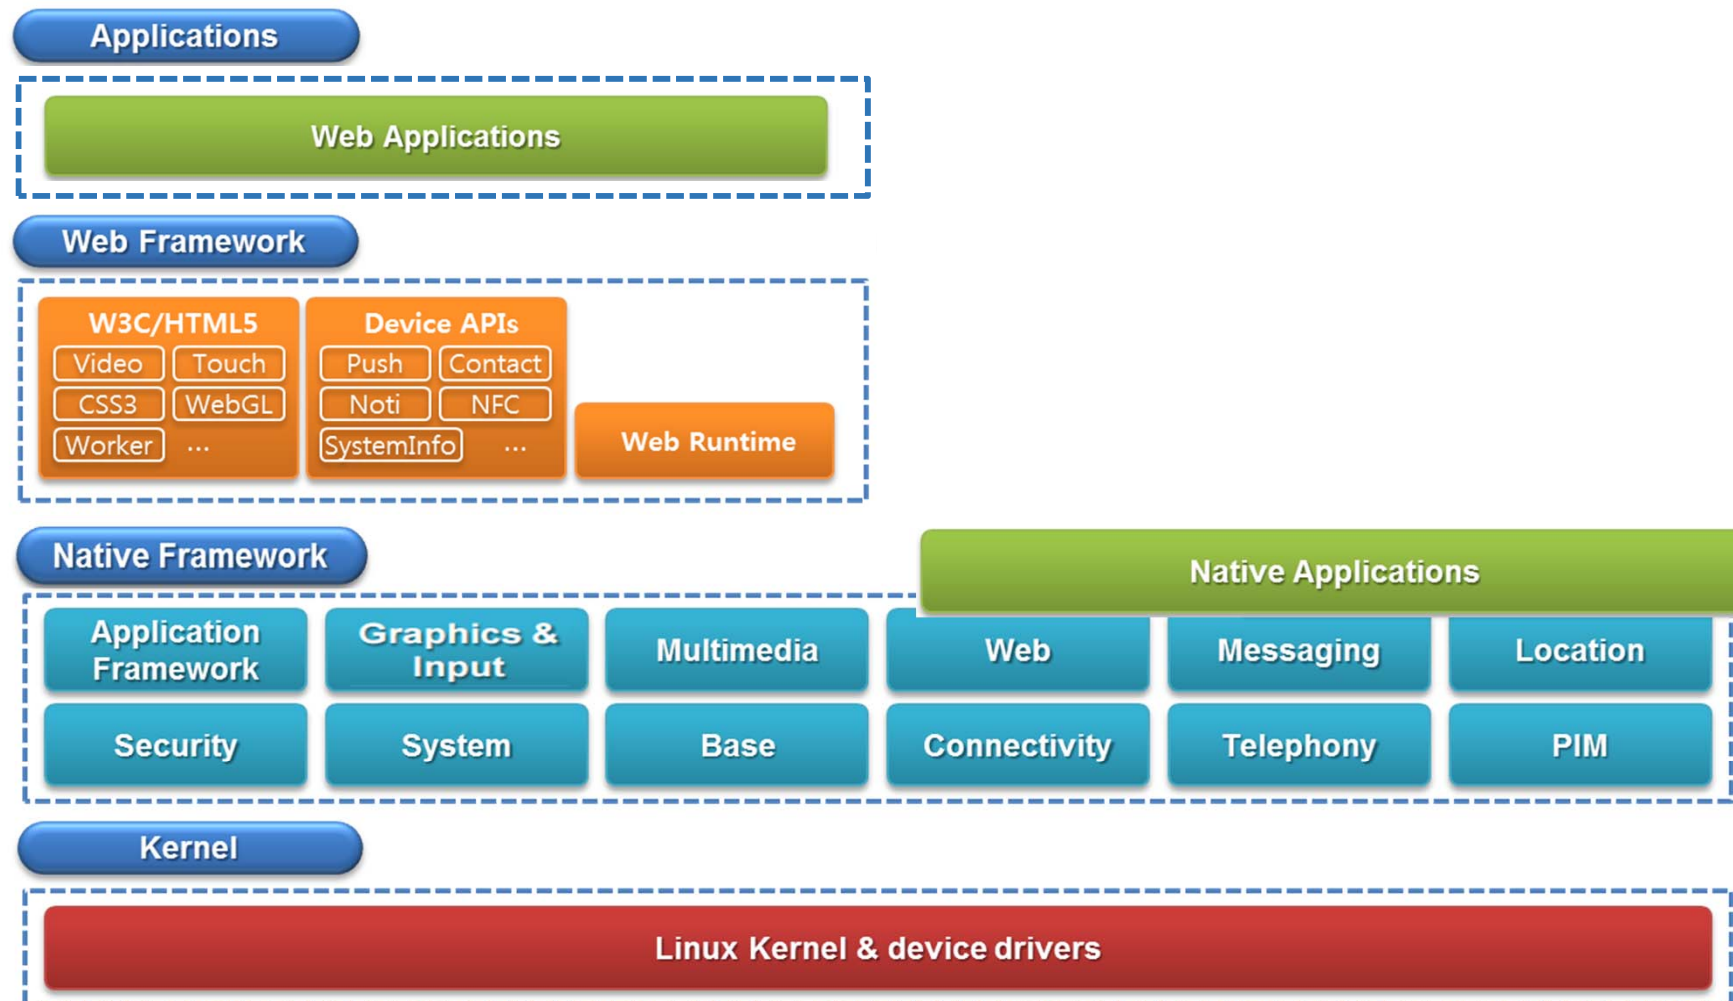 Applications
Web Applications
Web Framework
W3C/HTML5
Video Touch
CSS3 WebGL
Worker ...
Device APIs
Push Contact
Noti NFC
SystemInfo ...
Web Runtime
Native Framework
Native Applications
Application
Framework
Graphics &
Input
Multimedia
Web
Messaging
Location
Security
System
Base
Connectivity
Telephony
PIM
Kernel
Linux Kernel & device drivers